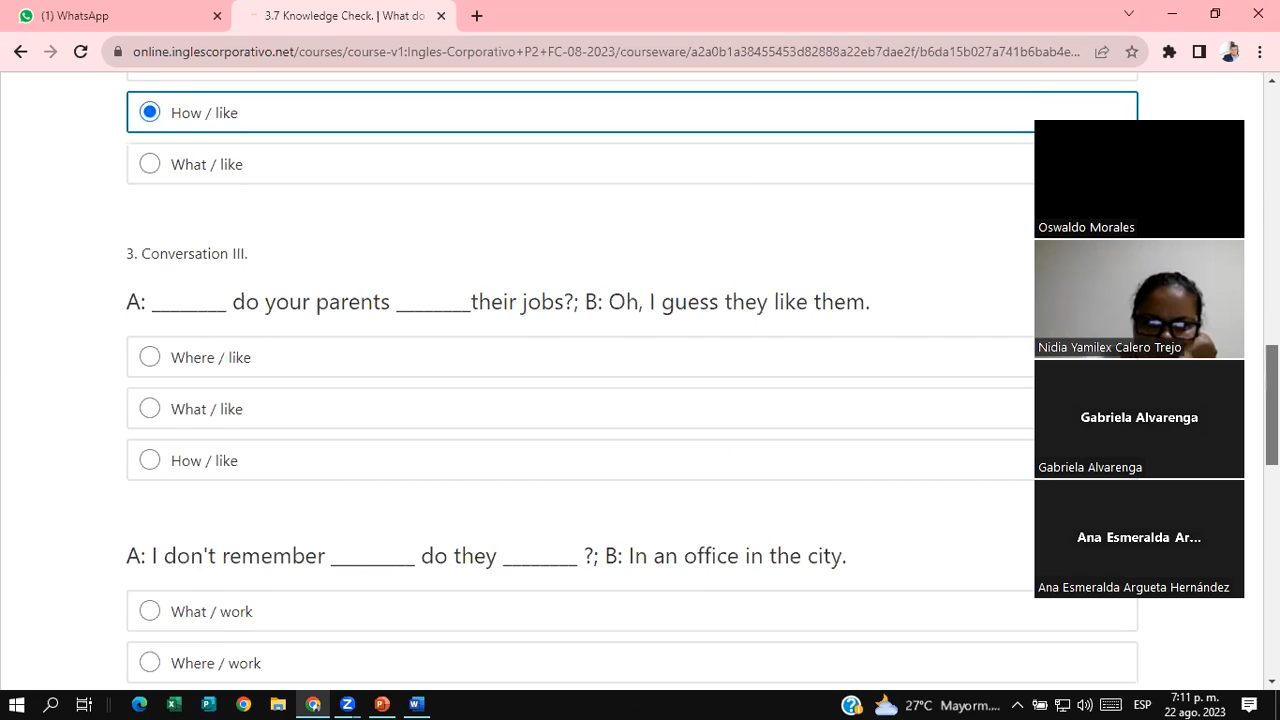 (1) WhatsApp
3.7 Knowledge Check. | What do
online.inglescorporativo.net/courses/course-v1:Ingles-Corporativo+P2+FC-08-2023/courseware/a2a0b1a38455453d82b88a22eb7dae2f/b6da15b027a741b6bab4e...
How / like
What / like
3. Conversation III.
A: ________ do your parents ________their jobs?; B: Oh, I guess they like them.
Where / like
What / like
How / like
A: I don't remember _________ do they ________ ?; B: In an office in the city.
What / work
Where / work
Oswaldo Morales
Nidia Yamilex Calero Trejo
Gabriela Alvarenga
Gabriela Alvarenga
Ana Esmeralda Ar...
Ana Esmeralda Argueta Hernández
27°C Mayorm.... ESP 7:11 p. m.
22 ago. 2023